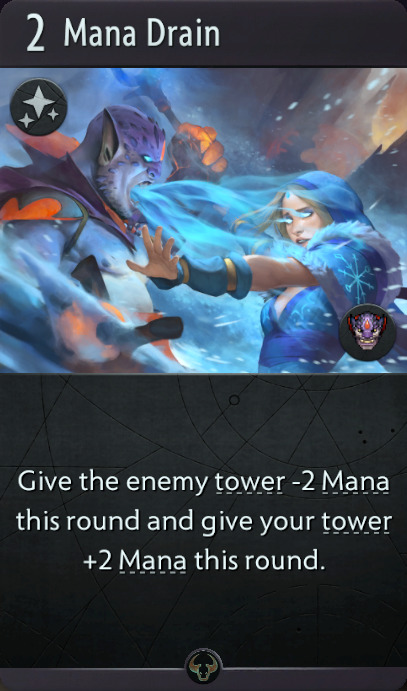 2 Mana Drain
Give the enemy tower -2 Mana
this round and give your tower
+2 Mana this round.